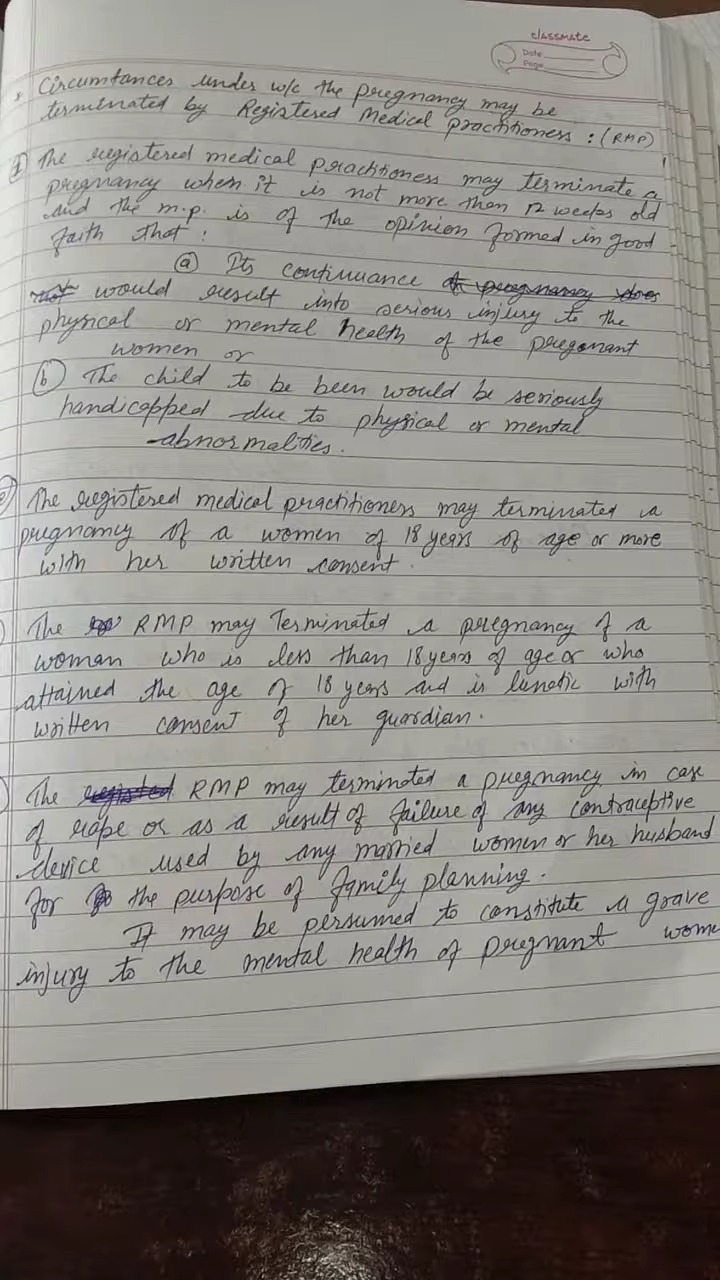 classmate
Date
Page
* Circumtances under w/c the pregnancy may be
terminated by Registered Medical Practitioners : (RMP)
① The registered medical practitioness may terminate a
pregnancy when it is not more than 12 weeks old
and the m.p. is of the opinion formed in good
faith that :
ⓐ Its continuance of pregnancy does
not would result into serious injury to the
physical or mental health of the pregonant
women or
ⓑ The child to be been would be seriously
handicapped due to physical or mental
abnormalities.
The registered medical practitioners may terminated a
pregnancy of a women of 18 years of age or more
with her written consent.
The RMP may Terminated a pregnancy of a
woman who is less than 18 years of age or who
attained the age of 18 years and is lunatic with
written consent of her guardian.
The registed RMP may terminated a pregnancy in case
of rape or as a result of failure of any contraceptive
device used by any married women or her husband
for the purpose of family planning.
It may be persumed to constitute a grave
injury to the mental health of pregnant wome